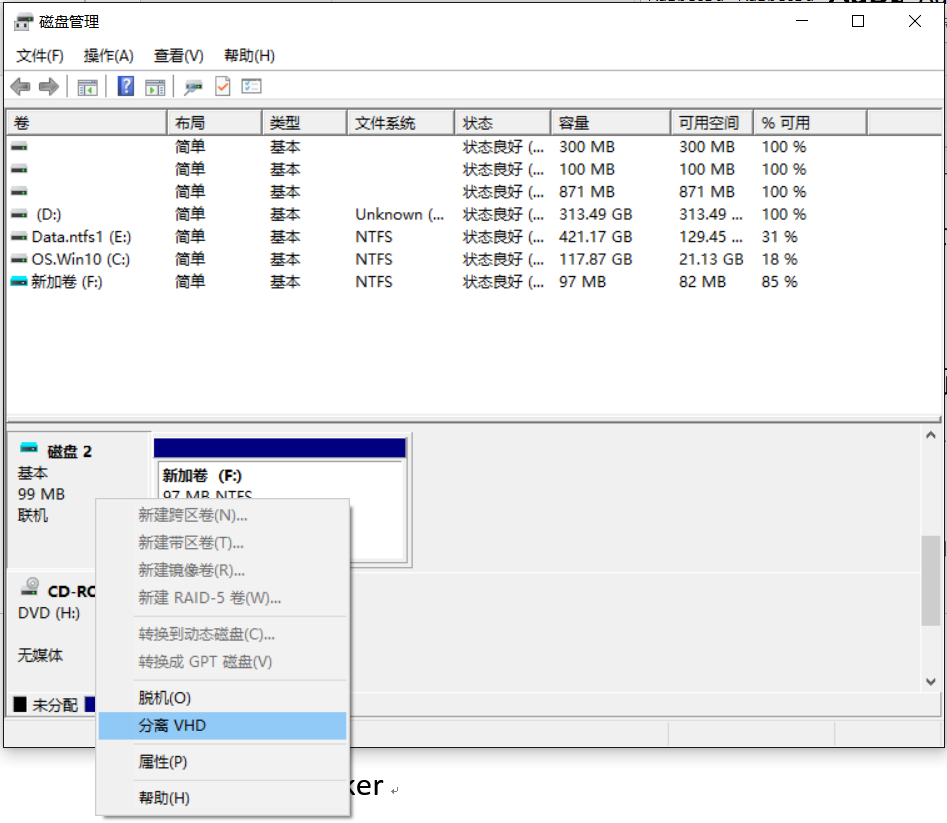 磁盘管理
文件(F) 操作(A) 查看(V) 帮助(H)
卷 布局 类型 文件系统 状态 容量 可用空间 % 可用
简单 基本 状态良好 (... 300 MB 300 MB 100 %
简单 基本 状态良好 (... 100 MB 100 MB 100 %
简单 基本 状态良好 (... 871 MB 871 MB 100 %
(D:) 简单 基本 Unknown (... 状态良好 (... 313.49 GB 313.49 ... 100 %
Data.ntfs1 (E:) 简单 基本 NTFS 状态良好 (... 421.17 GB 129.45 ... 31 %
OS.Win10 (C:) 简单 基本 NTFS 状态良好 (... 117.87 GB 21.13 GB 18 %
新加卷 (F:) 简单 基本 NTFS 状态良好 (... 97 MB 82 MB 85 %
磁盘 2
基本
99 MB
联机
新加卷 (F:)
97 MB NTFS
CD-RO
DVD (H:)
无媒体
未分配
新建跨区卷(N)...
新建带区卷(T)...
新建镜像卷(R)...
新建 RAID-5 卷(W)...
转换到动态磁盘(C)...
转换成 GPT 磁盘(V)
脱机(O)
分离 VHD
属性(P)
帮助(H)
ker